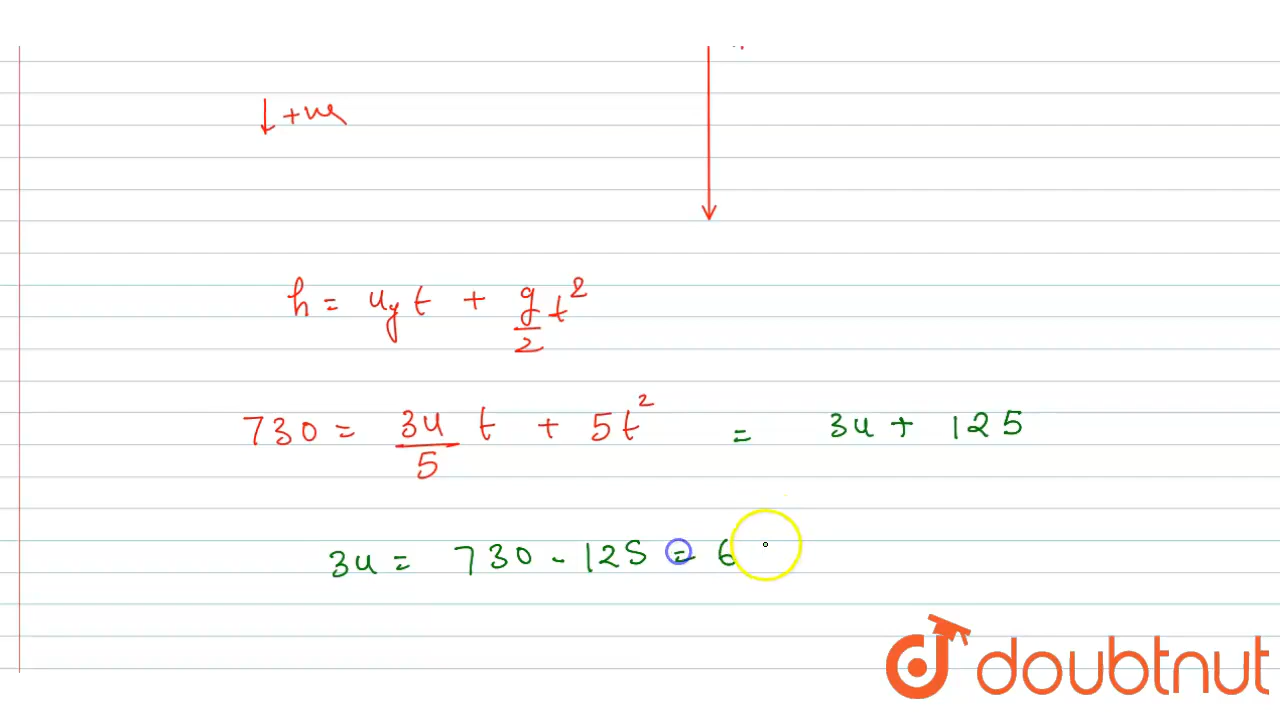 ↓ +ve
h = u_y t + g/2 t²
730 = 3u/5 t + 5t² = 3u + 125
3u = 730 - 125 = 6
doubtnut